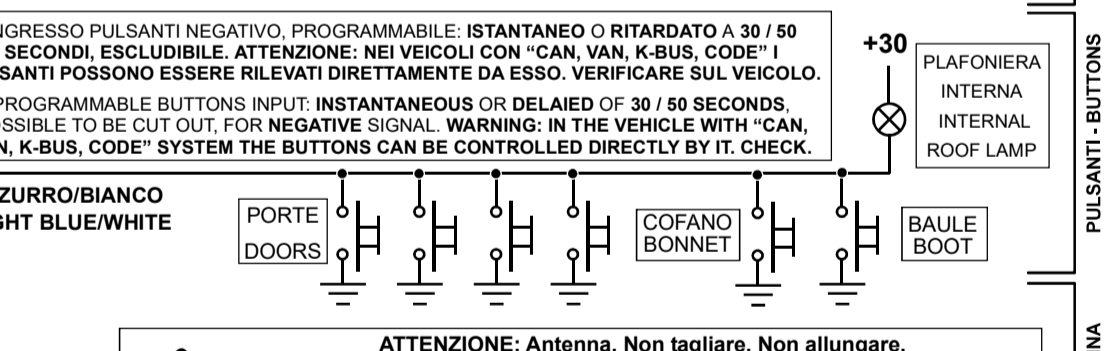 PULSANTI NEGATIVO, PROGRAMMABILE: ISTANTANEO O RITARDATO A 30 / 50
SECONDI, ESCLUDIBILE. ATTENZIONE: NEI VEICOLI CON “CAN, VAN, K-BUS, CODE” I
POSSONO ESSERE RILEVATI DIRETTAMENTE DA ESSO. VERIFICARE SUL VEICOLO.
PROGRAMMABLE BUTTONS INPUT: INSTANTANEOUS OR DELAIED OF 30 / 50 SECONDS,
TO BE CUT OUT, FOR NEGATIVE SIGNAL. WARNING: IN THE VEHICLE WITH “CAN,
K-BUS, CODE” SYSTEM THE BUTTONS CAN BE CONTROLLED DIRECTLY BY IT. CHECK.
+30
PLAFONIERA
INTERNA
INTERNAL
ROOF LAMP
PULSANTI - BUTTONS
ZURRO/BIANCO
GHT BLUE/WHITE
PORTE
DOORS
COFANO
BONNET
BAULE
BOOT
ATTENZIONE: Antenna. Non tagliare. Non allungare.